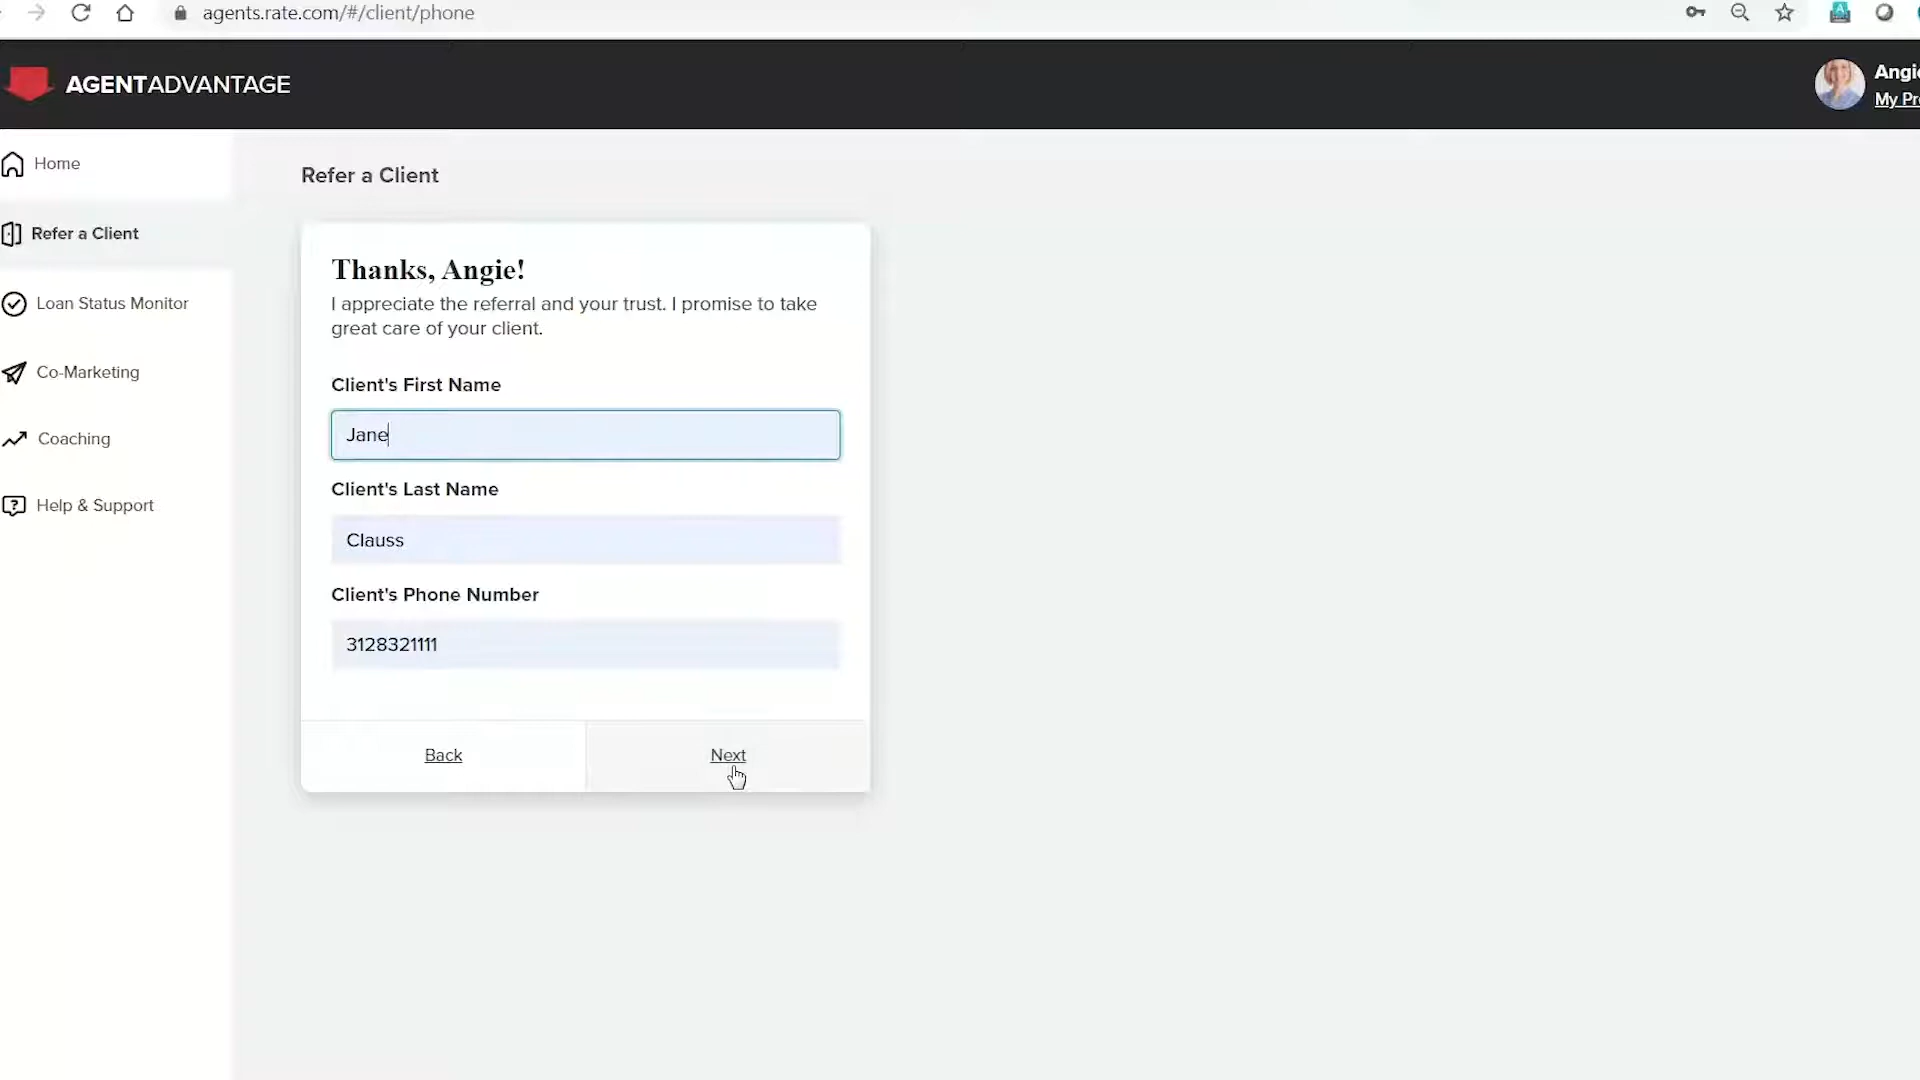 agents.rate.com/#/client/phone
AGENTADVANTAGE
Angie
My Pr
Home
Refer a Client
Loan Status Monitor
Co-Marketing
Coaching
Help & Support
Refer a Client
Thanks, Angie!
I appreciate the referral and your trust. I promise to take
great care of your client.
Client's First Name
Jane
Client's Last Name
Clauss
Client's Phone Number
3128321111
Back
Next